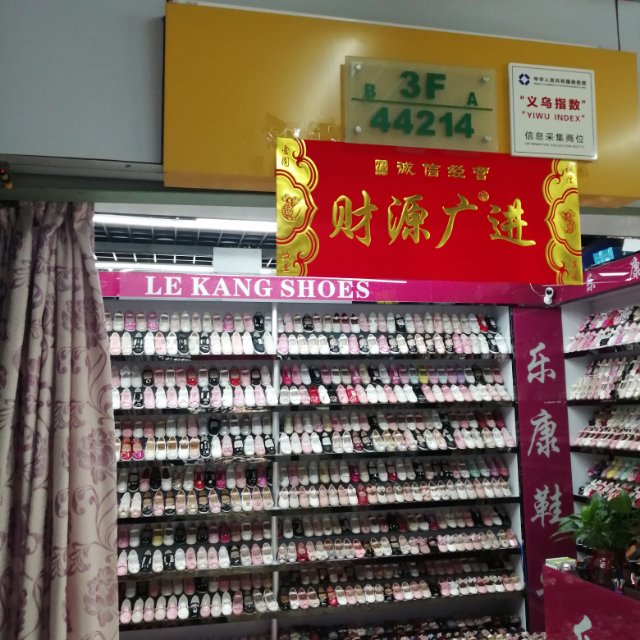 3F
B A
44214
中华人民共和国商务部
"义乌指数"
"YIWU INDEX"
信息采集商位
诚信经营
财源广进
LE KANG SHOES
乐康
乐康鞋